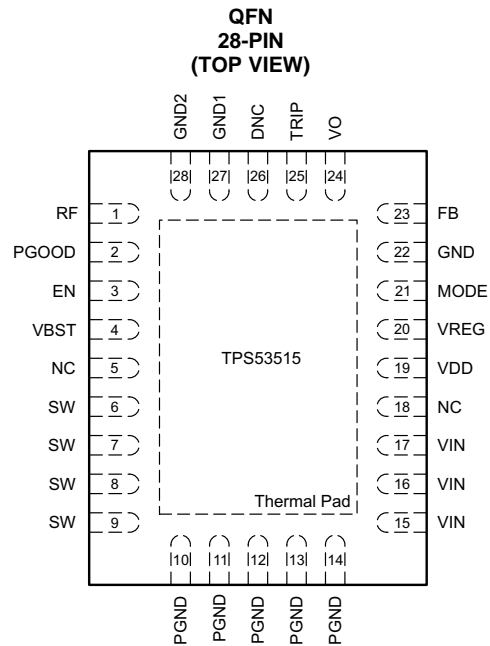 QFN
28-PIN
(TOP VIEW)
GND2
GND1
DNC
TRIP
VO
28
27
26
25
24
RF 1
PGOOD 2
EN 3
VBST 4
NC 5
SW 6
SW 7
SW 8
SW 9
23 FB
22 GND
21 MODE
20 VREG
19 VDD
18 NC
17 VIN
16 VIN
15 VIN
TPS53515
Thermal Pad
10
11
12
13
14
PGND
PGND
PGND
PGND
PGND